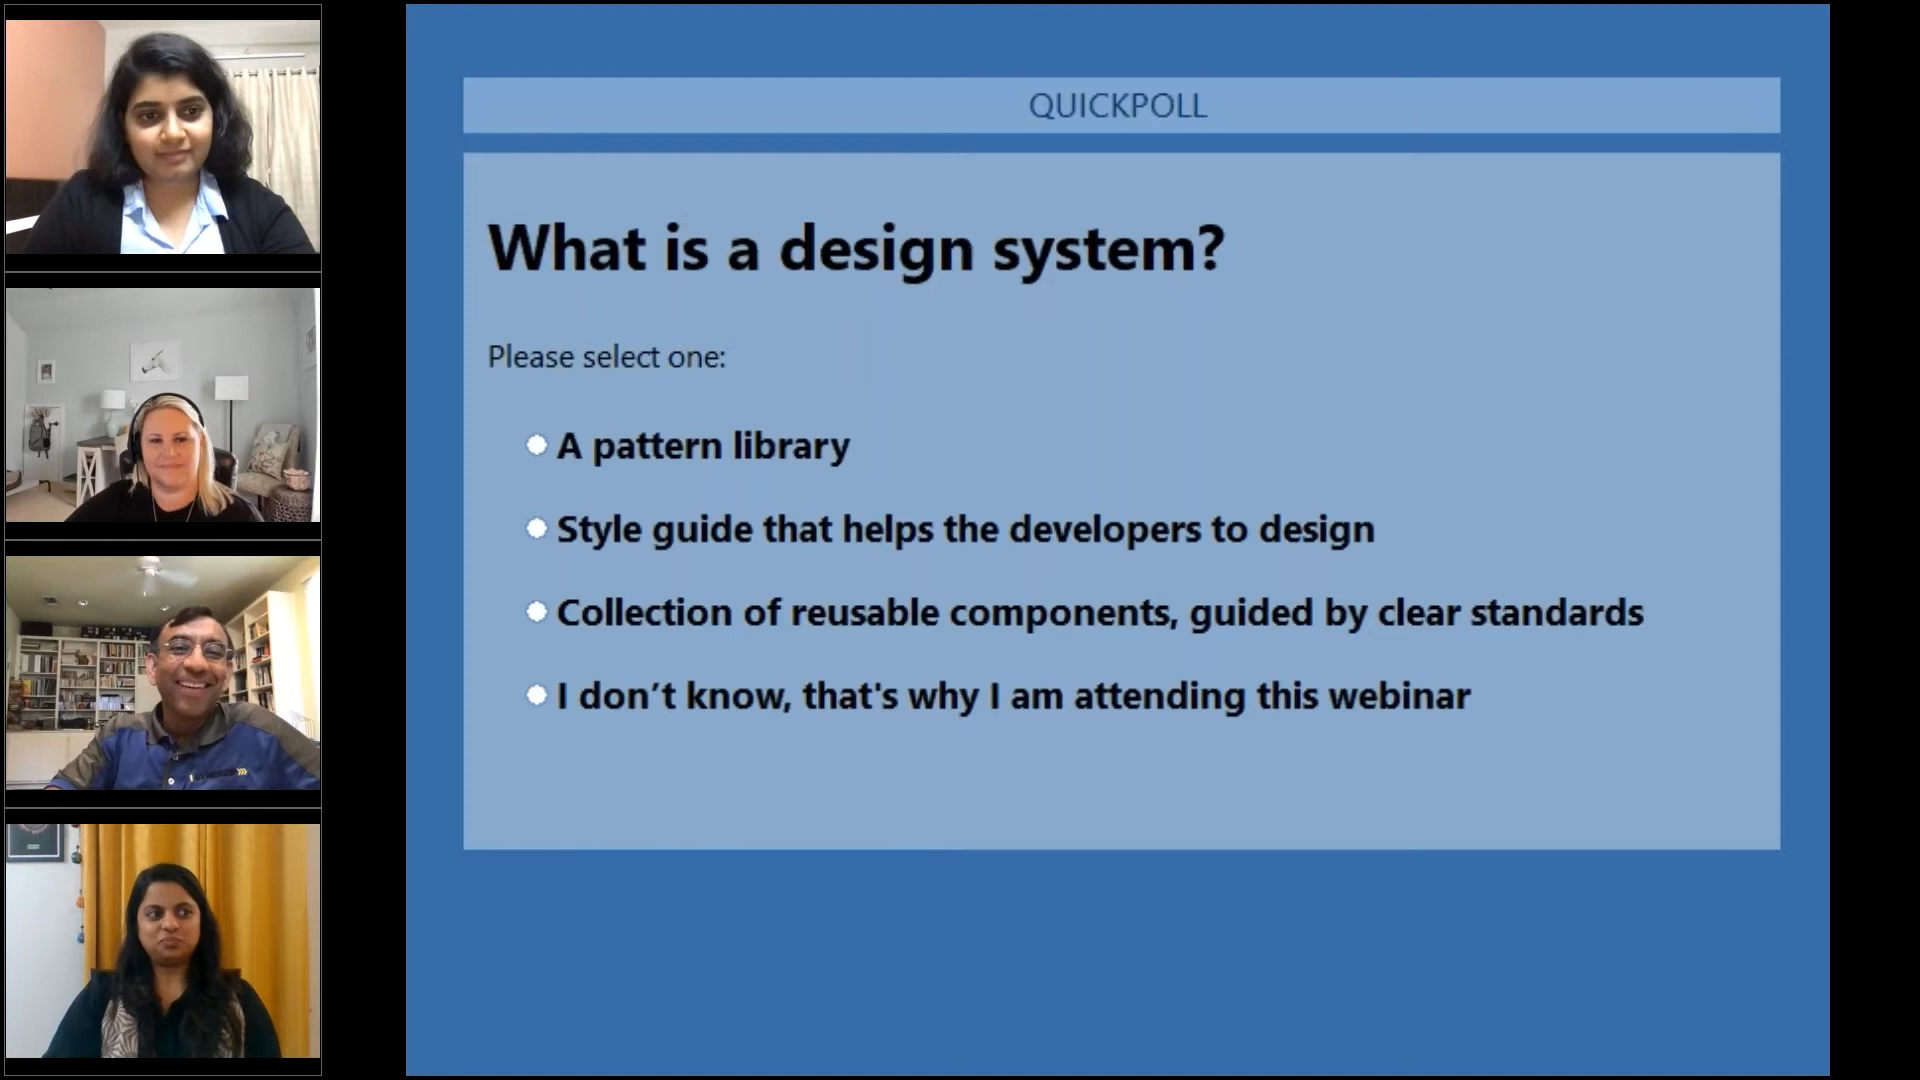 QUICKPOLL
What is a design system?
Please select one:
A pattern library
Style guide that helps the developers to design
Collection of reusable components, guided by clear standards
I don’t know, that's why I am attending this webinar